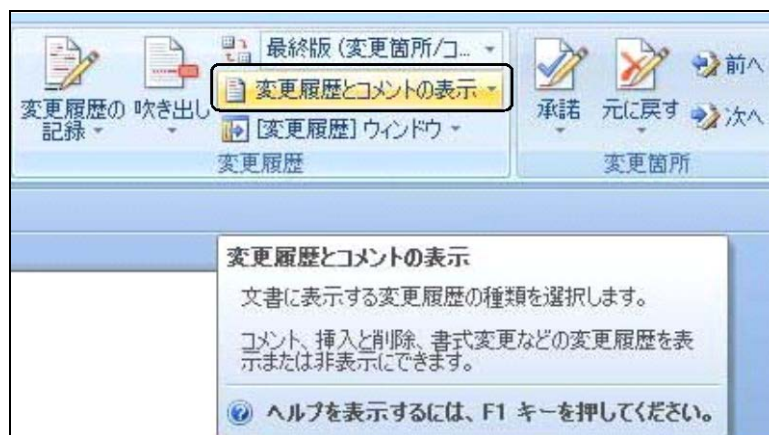 変更履歴の
記録
吹き出し
最終版 (変更箇所/コ...
変更履歴とコメントの表示
[変更履歴] ウィンドウ
変更履歴
承諾
元に戻す
前へ
次へ
変更箇所
変更履歴とコメントの表示
文書に表示する変更履歴の種類を選択します。
コメント、挿入と削除、書式変更などの変更履歴を表
示または非表示にできます。
ヘルプを表示するには、F1 キーを押してください。